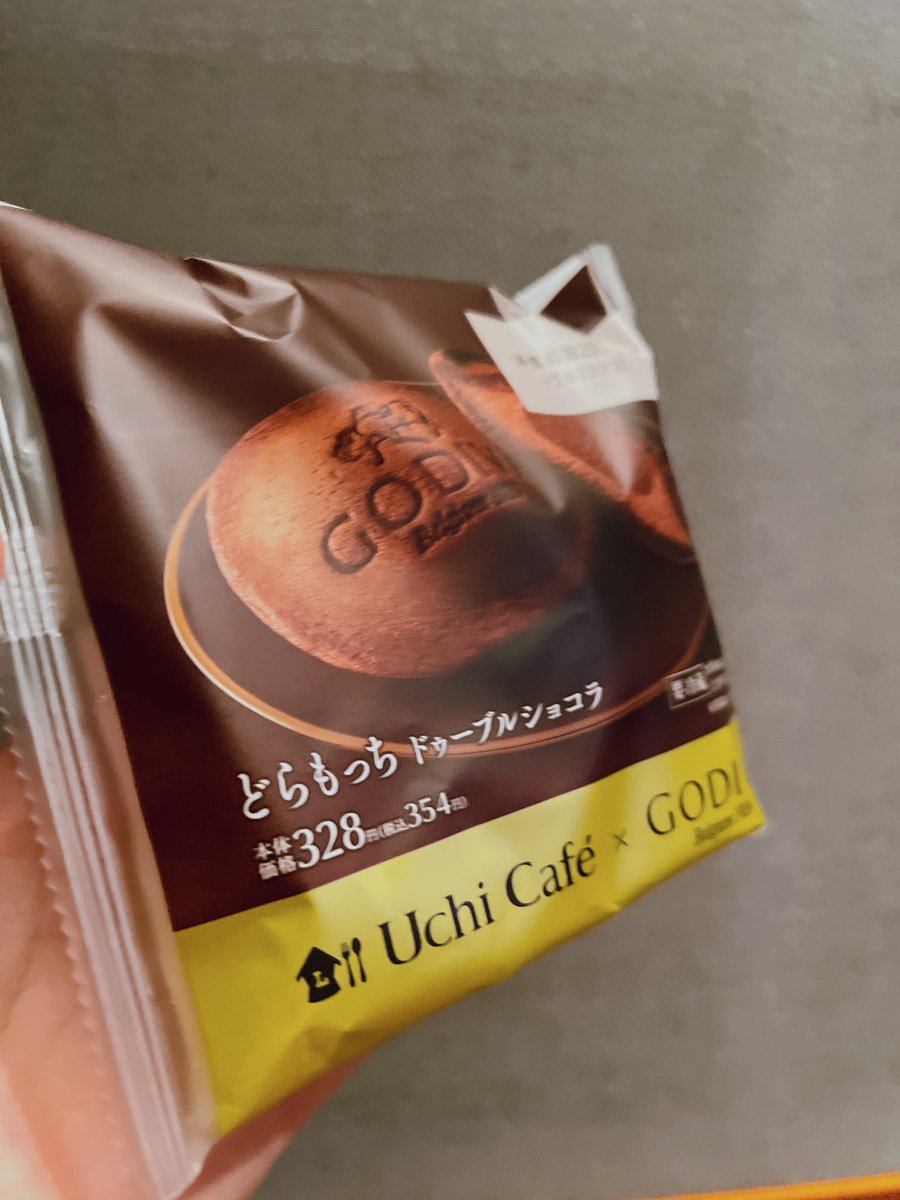 GODI
どらもっち ドゥーブルショコラ
本体価格328円(税込354円)
Uchi Café × GODI